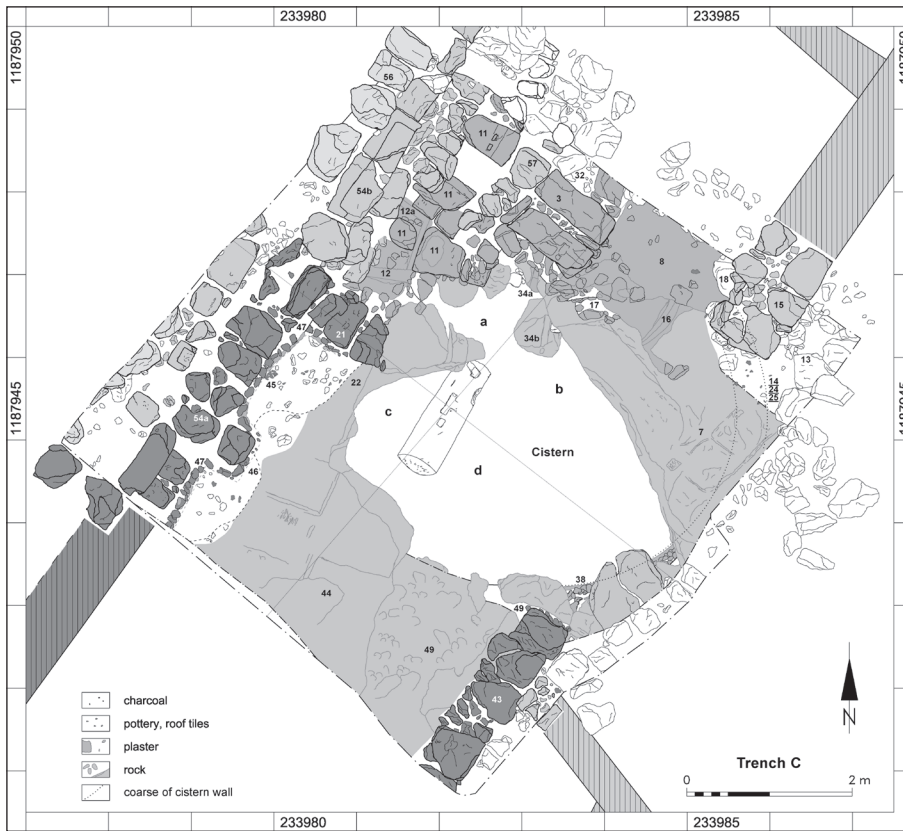 233980 233985
1187950 1187950
56
11
57
32
54b
11
3
12a
11
11
8
12
18
34a
17
15
47
21
a
16
34b
13
22
45
14
24
25
b
54a
c
7
Cistern
47
46
d
38
44
49
49
43
1187945 1187945
charcoal
pottery, roof tiles
plaster
rock
coarse of cistern wall
N
Trench C
0 2 m
233980 233985